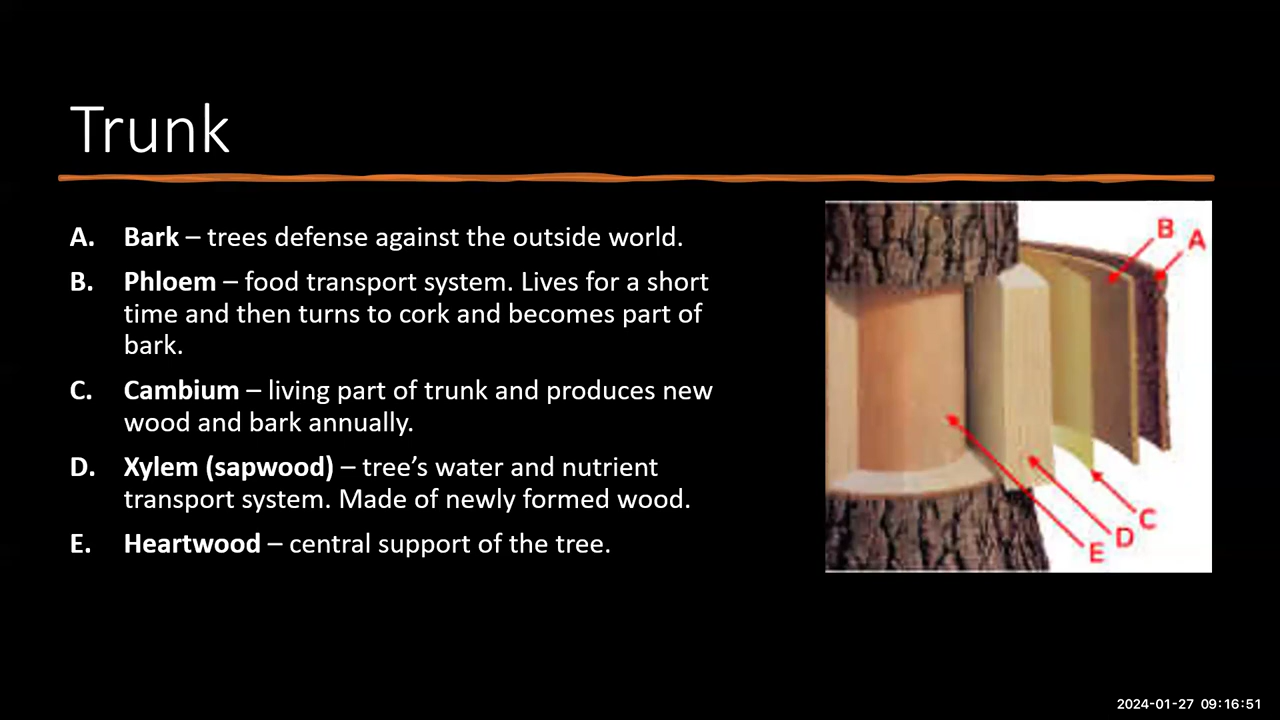 Trunk
A. Bark – trees defense against the outside world.
B. Phloem – food transport system. Lives for a short
time and then turns to cork and becomes part of
bark.
C. Cambium – living part of trunk and produces new
wood and bark annually.
D. Xylem (sapwood) – tree’s water and nutrient
transport system. Made of newly formed wood.
E. Heartwood – central support of the tree.
B
A
C
D
E
2024-01-27 09:16:51